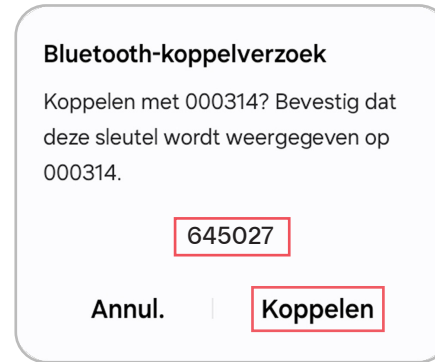 Bluetooth-koppelverzoek
Koppelen met 000314? Bevestig dat
deze sleutel wordt weergegeven op
000314.
645027
Annul.
Koppelen